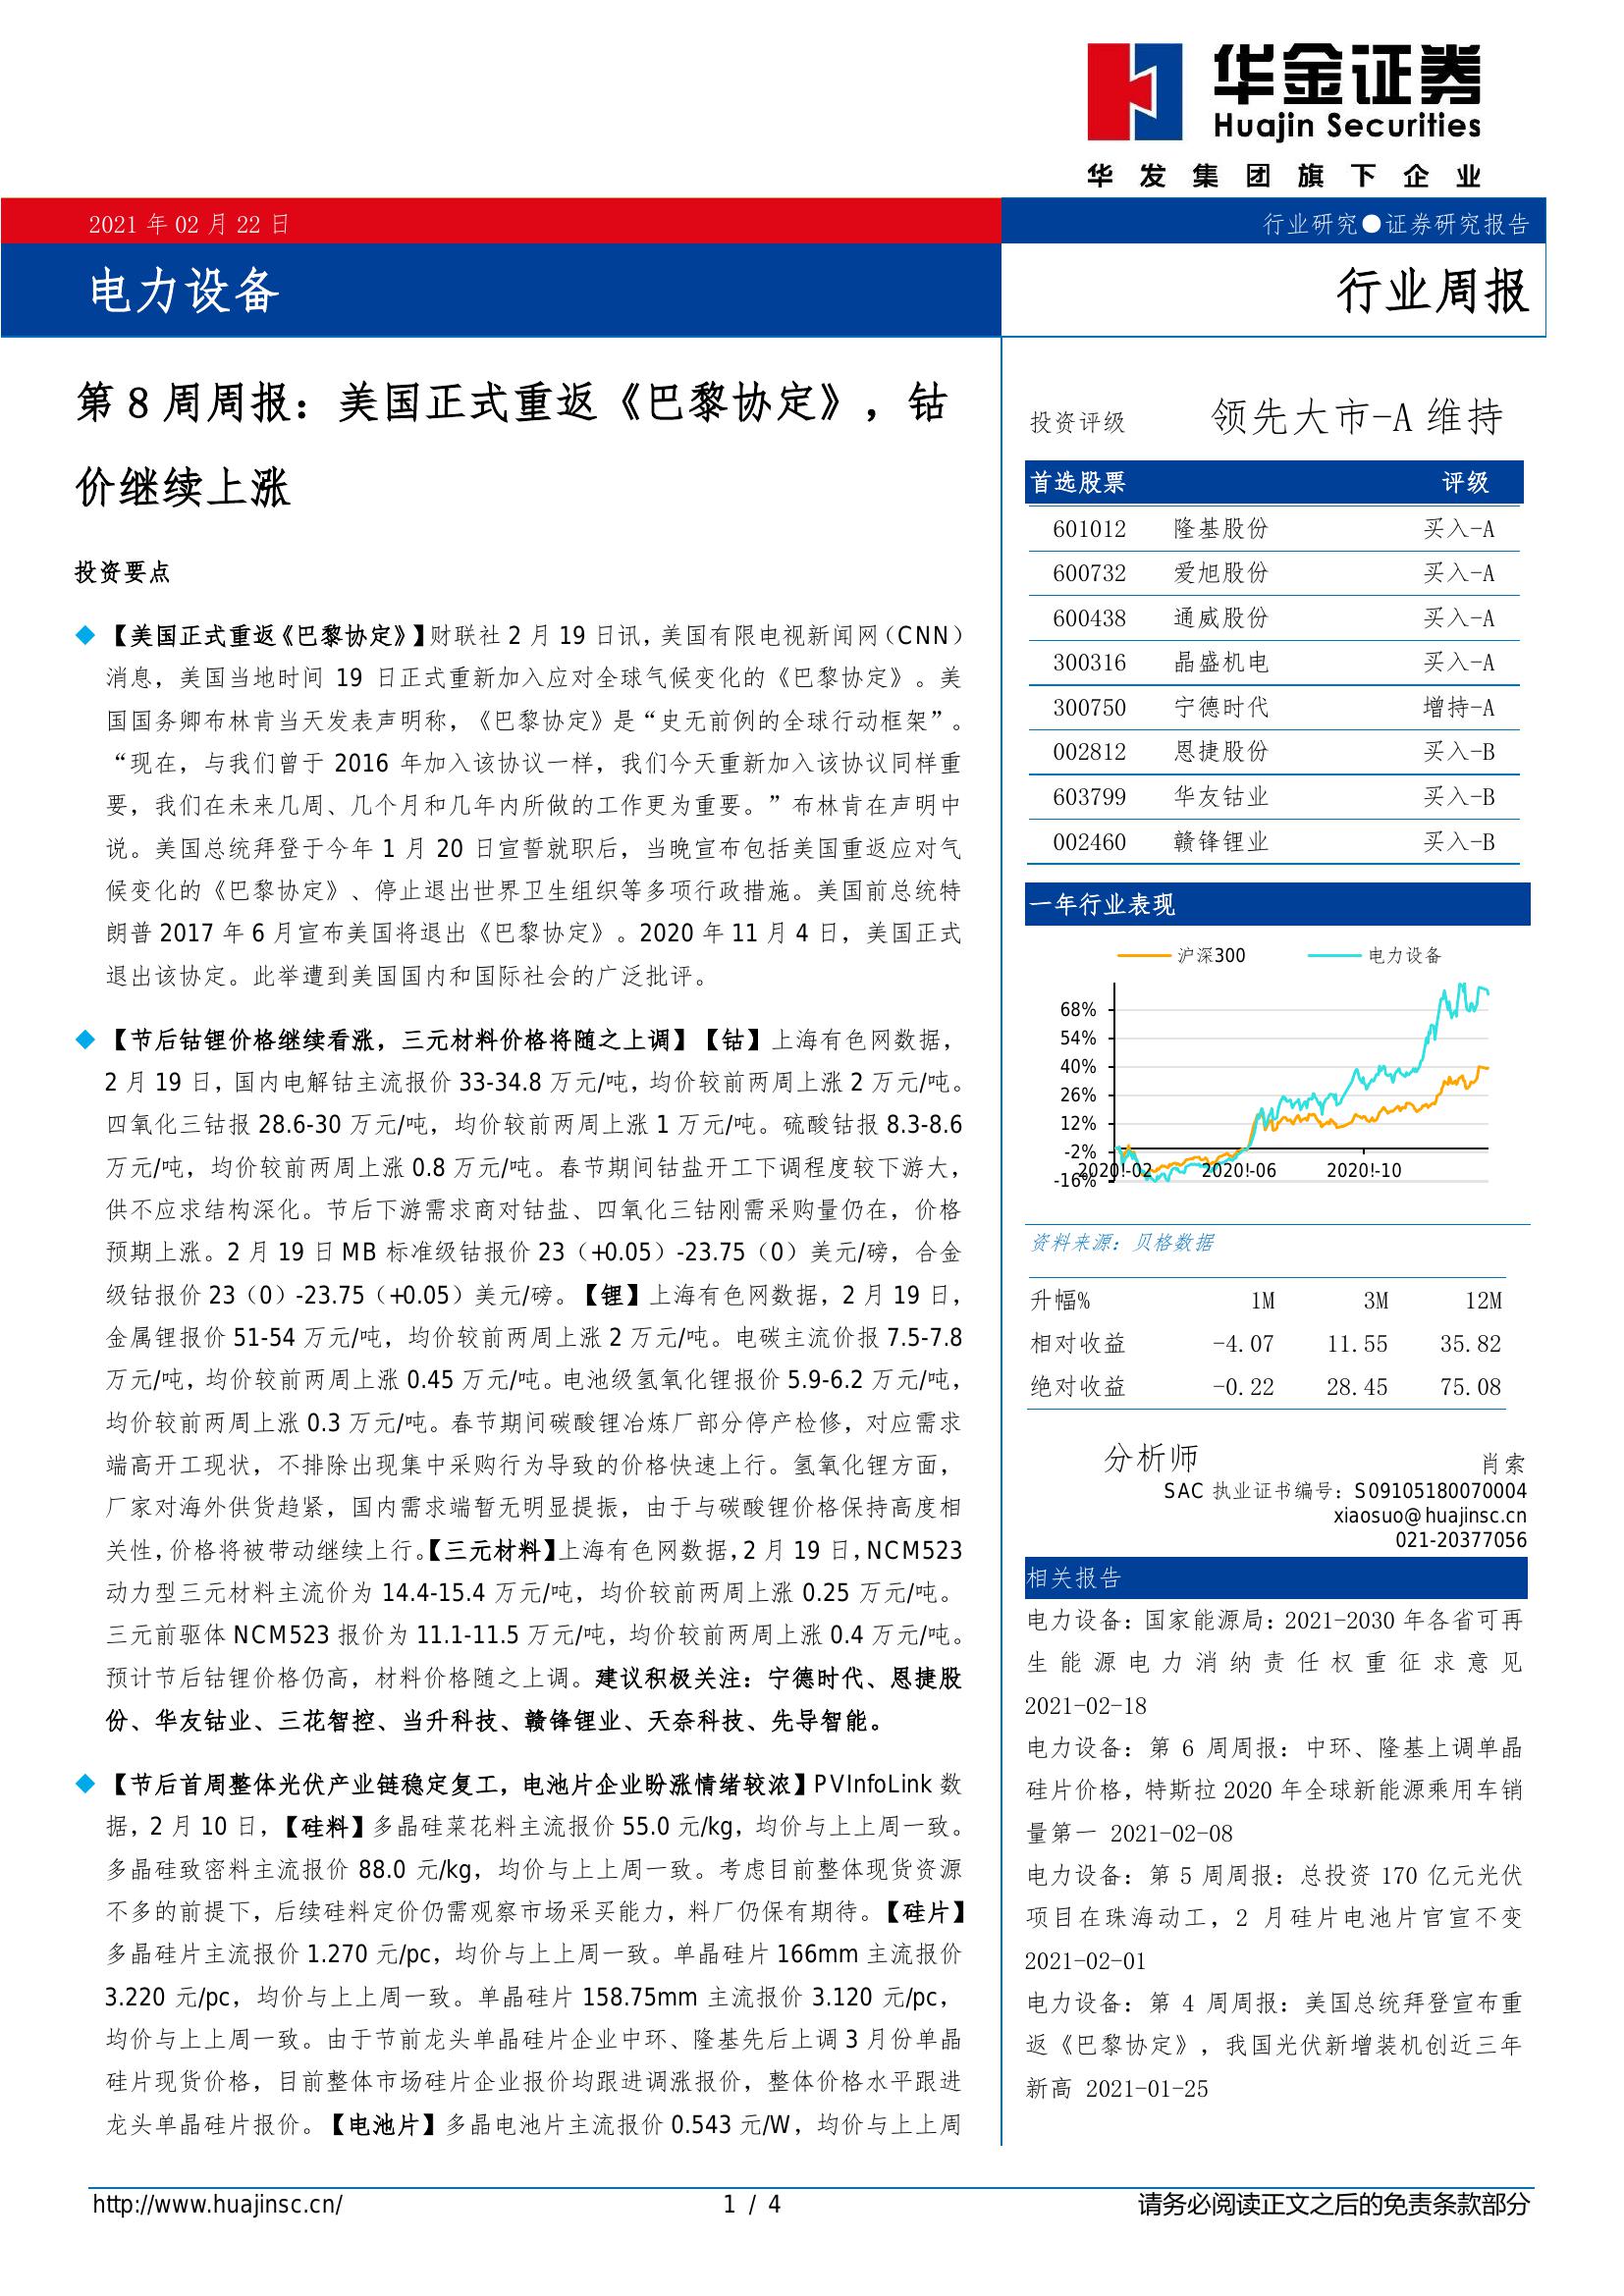 华金证券
Huajin Securities
华发集团旗下企业
2021 年 02 月 22 日
行业研究●证券研究报告
电力设备
行业周报
第 8 周周报：美国正式重返《巴黎协定》，钴
价继续上涨
投资要点
◆ 【美国正式重返《巴黎协定》】财联社 2 月 19 日讯，美国有限电视新闻网（CNN）
消息，美国当地时间 19 日正式重新加入应对全球气候变化的《巴黎协定》。美
国国务卿布林肯当天发表声明称，《巴黎协定》是“史无前例的全球行动框架”。
“现在，与我们曾于 2016 年加入该协议一样，我们今天重新加入该协议同样重
要，我们在未来几周、几个月和几年内所做的工作更为重要。”布林肯在声明中
说。美国总统拜登于今年 1 月 20 日宣誓就职后，当晚宣布包括美国重返应对气
候变化的《巴黎协定》、停止退出世界卫生组织等多项行政措施。美国前总统特
朗普 2017 年 6 月宣布美国将退出《巴黎协定》。2020 年 11 月 4 日，美国正式
退出该协定。此举遭到美国国内和国际社会的广泛批评。
◆ 【节后钴锂价格继续看涨，三元材料价格将随之上调】【钴】上海有色网数据，
2 月 19 日，国内电解钴主流报价 33-34.8 万元/吨，均价较前两周上涨 2 万元/吨。
四氧化三钴报 28.6-30 万元/吨，均价较前两周上涨 1 万元/吨。硫酸钴报 8.3-8.6
万元/吨，均价较前两周上涨 0.8 万元/吨。春节期间钴盐开工下调程度较下游大，
供不应求结构深化。节后下游需求商对钴盐、四氧化三钴刚需采购量仍在，价格
预期上涨。2 月 19 日 MB 标准级钴报价 23（+0.05）-23.75（0）美元/磅，合金
级钴报价 23（0）-23.75（+0.05）美元/磅。【锂】上海有色网数据，2 月 19 日，
金属锂报价 51-54 万元/吨，均价较前两周上涨 2 万元/吨。电碳主流价报 7.5-7.8
万元/吨，均价较前两周上涨 0.45 万元/吨。电池级氢氧化锂报价 5.9-6.2 万元/吨，
均价较前两周上涨 0.3 万元/吨。春节期间碳酸锂冶炼厂部分停产检修，对应需求
端高开工现状，不排除出现集中采购行为导致的价格快速上行。氢氧化锂方面，
厂家对海外供货趋紧，国内需求端暂无明显提振，由于与碳酸锂价格保持高度相
关性，价格将被带动继续上行。【三元材料】上海有色网数据，2 月 19 日，NCM523
动力型三元材料主流价为 14.4-15.4 万元/吨，均价较前两周上涨 0.25 万元/吨。
三元前驱体 NCM523 报价为 11.1-11.5 万元/吨，均价较前两周上涨 0.4 万元/吨。
预计节后钴锂价格仍高，材料价格随之上调。建议积极关注：宁德时代、恩捷股
份、华友钴业、三花智控、当升科技、赣锋锂业、天奈科技、先导智能。
◆ 【节后首周整体光伏产业链稳定复工，电池片企业盼涨情绪较浓】PVInfoLink 数
据，2 月 10 日，【硅料】多晶硅菜花料主流报价 55.0 元/kg，均价与上上周一致。
多晶硅致密料主流报价 88.0 元/kg，均价与上上周一致。考虑目前整体现货资源
不多的前提下，后续硅料定价仍需观察市场采买能力，料厂仍保有期待。【硅片】
多晶硅片主流报价 1.270 元/pc，均价与上上周一致。单晶硅片 166mm 主流报价
3.220 元/pc，均价与上上周一致。单晶硅片 158.75mm 主流报价 3.120 元/pc，
均价与上上周一致。由于节前龙头单晶硅片企业中环、隆基先后上调 3 月份单晶
硅片现货价格，目前整体市场硅片企业报价均跟进调涨报价，整体价格水平跟进
龙头单晶硅片报价。【电池片】多晶电池片主流报价 0.543 元/W，均价与上上周
投资评级 领先大市-A 维持
首选股票 评级
601012 隆基股份 买入-A
600732 爱旭股份 买入-A
600438 通威股份 买入-A
300316 晶盛机电 买入-A
300750 宁德时代 增持-A
002812 恩捷股份 买入-B
603799 华友钴业 买入-B
002460 赣锋锂业 买入-B
一年行业表现
沪深300 电力设备
68%
54%
40%
26%
12%
-2%
-16%
2020!-02 2020!-06 2020!-10
资料来源：贝格数据
升幅% 1M 3M 12M
相对收益 -4.07 11.55 35.82
绝对收益 -0.22 28.45 75.08
分析师 肖索
SAC 执业证书编号：S09105180070004
xiaosuo@huajinsc.cn
021-20377056
相关报告
电力设备：国家能源局：2021-2030 年各省可再
生能源电力消纳责任权重征求意见
2021-02-18
电力设备：第 6 周周报：中环、隆基上调单晶
硅片价格，特斯拉 2020 年全球新能源乘用车销
量第一 2021-02-08
电力设备：第 5 周周报：总投资 170 亿元光伏
项目在珠海动工，2 月硅片电池片官宣不变
2021-02-01
电力设备：第 4 周周报：美国总统拜登宣布重
返《巴黎协定》，我国光伏新增装机创近三年
新高 2021-01-25
http://www.huajinsc.cn/ 1 / 4 请务必阅读正文之后的免责条款部分